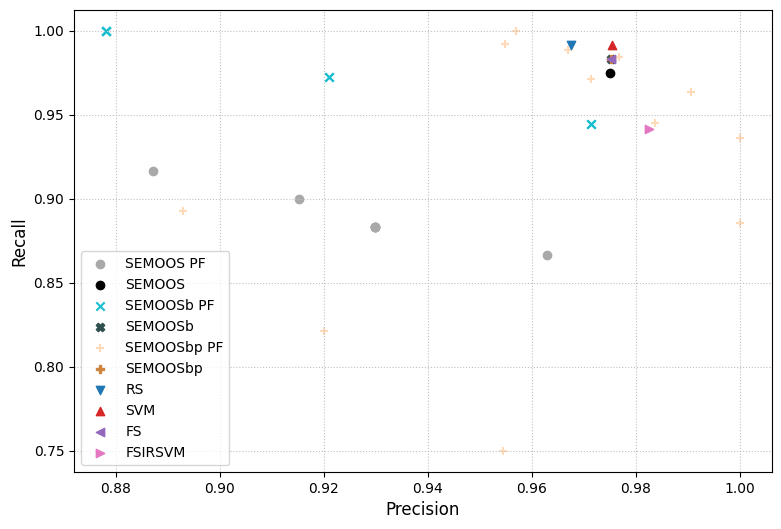 1.00
0.95
0.90
0.85
0.80
0.75
Recall
SEMOOS PF
SEMOOS
SEMOOSb PF
SEMOOSb
SEMOOSbp PF
SEMOOSbp
RS
SVM
FS
FSIRSVM
0.88 0.90 0.92 0.94 0.96 0.98 1.00
Precision